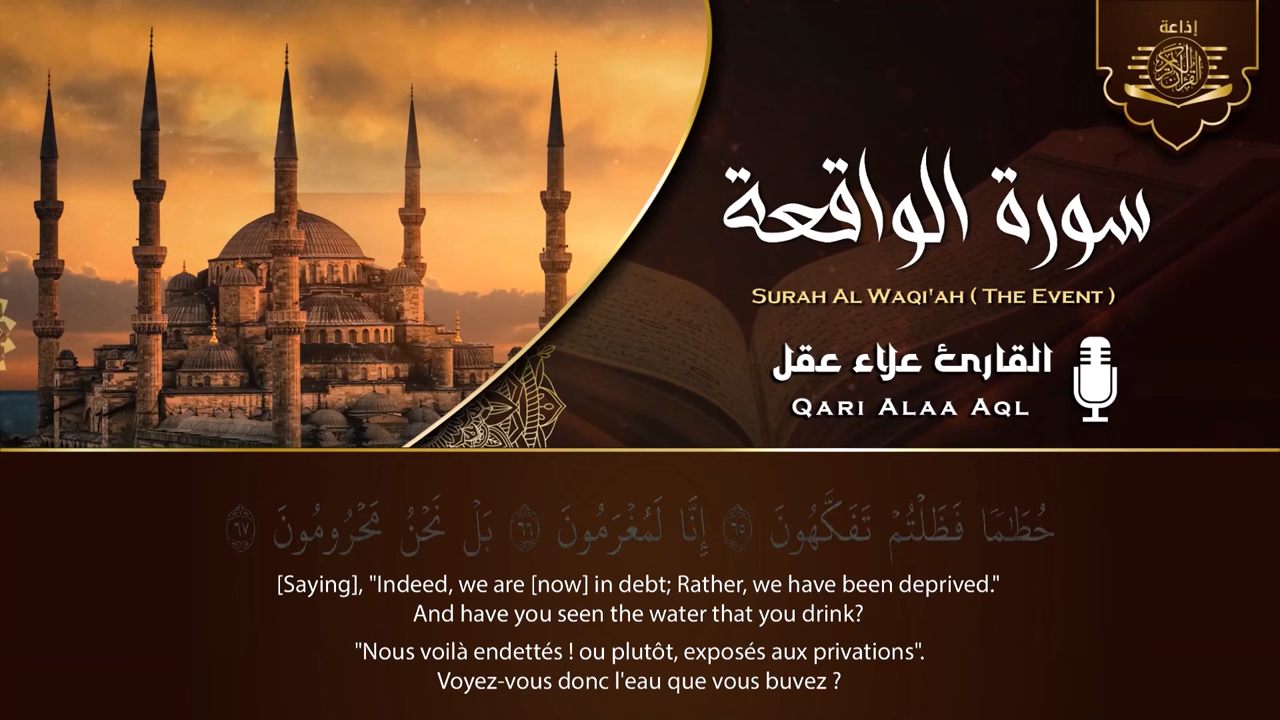 إذاعة
القرآن الكريم
سورة الواقعة
SURAH AL WAQI'AH ( THE EVENT )
القارئ علاء عقل
QARI ALAA AQL
حُطَٰمًا فَظَلْتُمْ تَفَكَّهُونَ ٦٥ إِنَّا لَمُغْرَمُونَ ٦٦ بَلْ نَحْنُ مَحْرُومُونَ ٦٧
[Saying], "Indeed, we are [now] in debt; Rather, we have been deprived."
And have you seen the water that you drink?
"Nous voilà endettés ! ou plutôt, exposés aux privations".
Voyez-vous donc l'eau que vous buvez ?